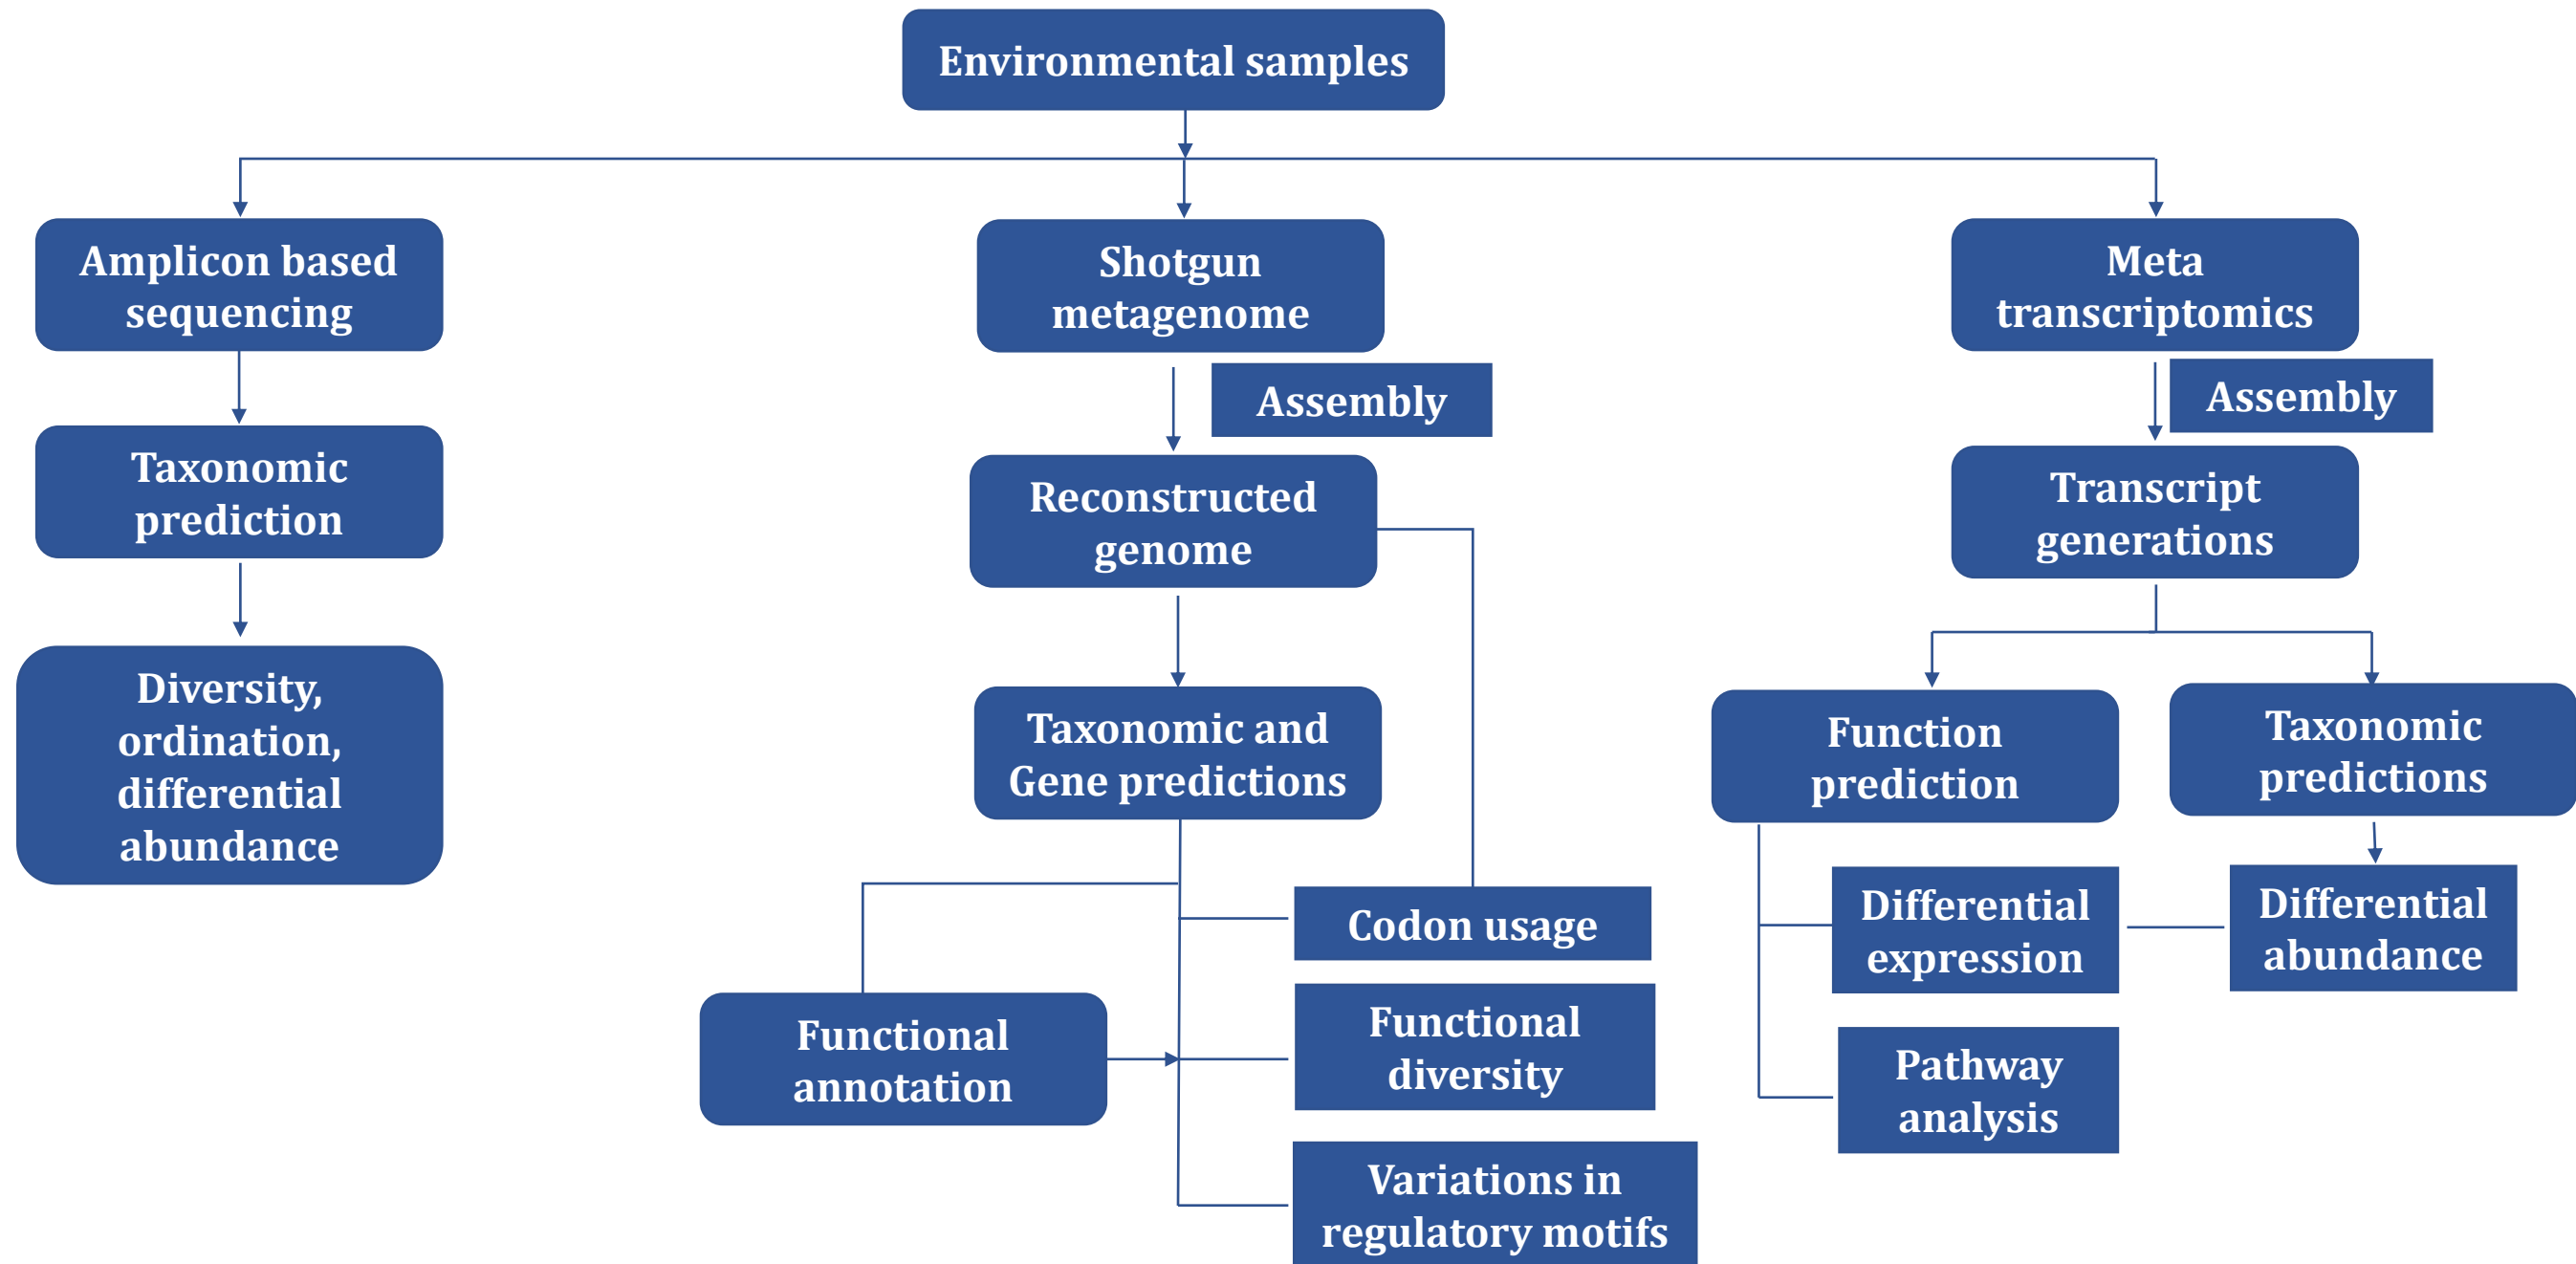 Environmental samples
Amplicon based
sequencing
Shotgun
metagenome
Meta
transcriptomics
Assembly
Assembly
Taxonomic
prediction
Reconstructed
genome
Transcript
generations
Diversity,
ordination,
differential
abundance
Taxonomic and
Gene predictions
Function
prediction
Taxonomic
predictions
Codon usage
Differential
expression
Differential
abundance
Functional
annotation
Functional
diversity
Pathway
analysis
Variations in
regulatory motifs